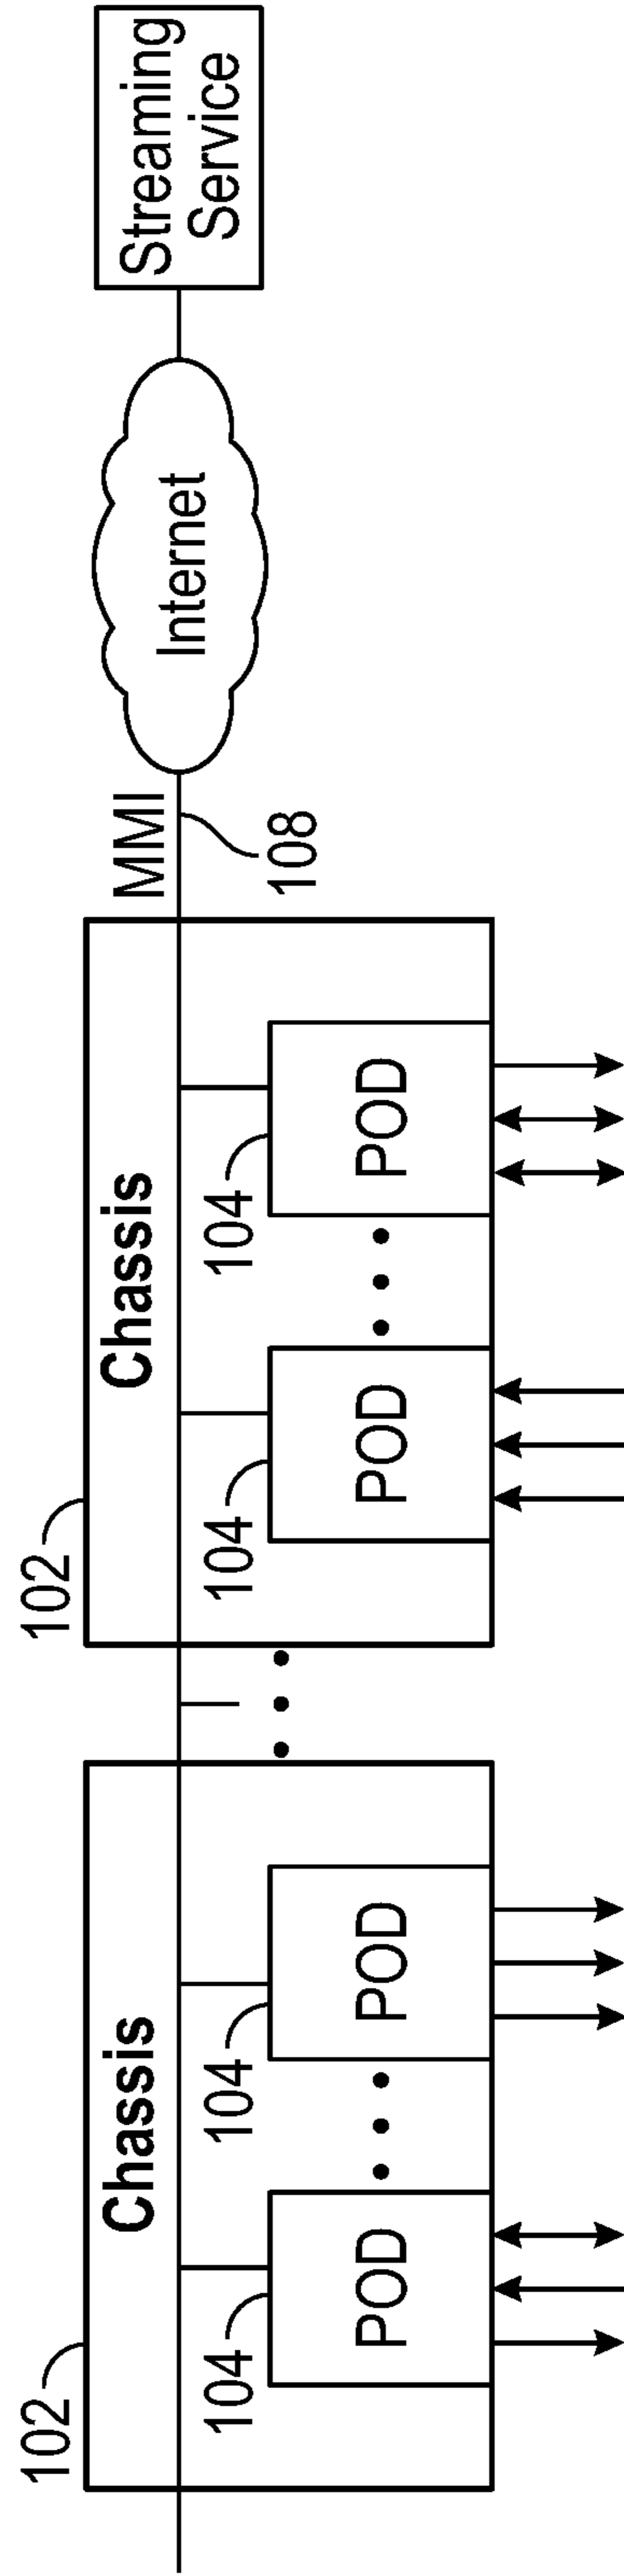 102
Chassis
104
POD
104
POD
102
Chassis
104
POD
104
POD
MMI
108
Internet
Streaming
Service